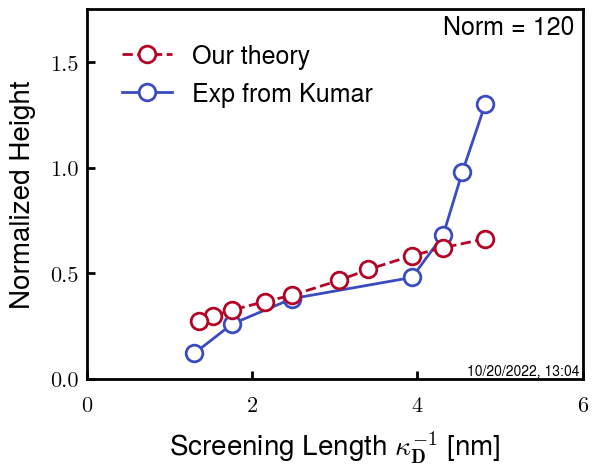 Norm = 120
Our theory
Exp from Kumar
Normalized Height
1.5
1.0
0.5
0.0
10/20/2022, 13:04
0 2 4 6
Screening Length κ_D^{-1} [nm]